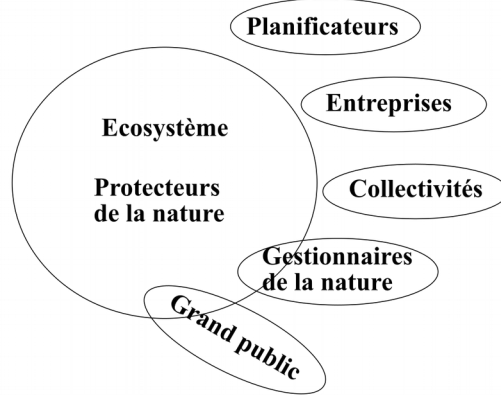 Planificateurs
Entreprises
Ecosystème
Protecteurs
de la nature
Collectivités
Gestionnaires
de la nature
Grand public